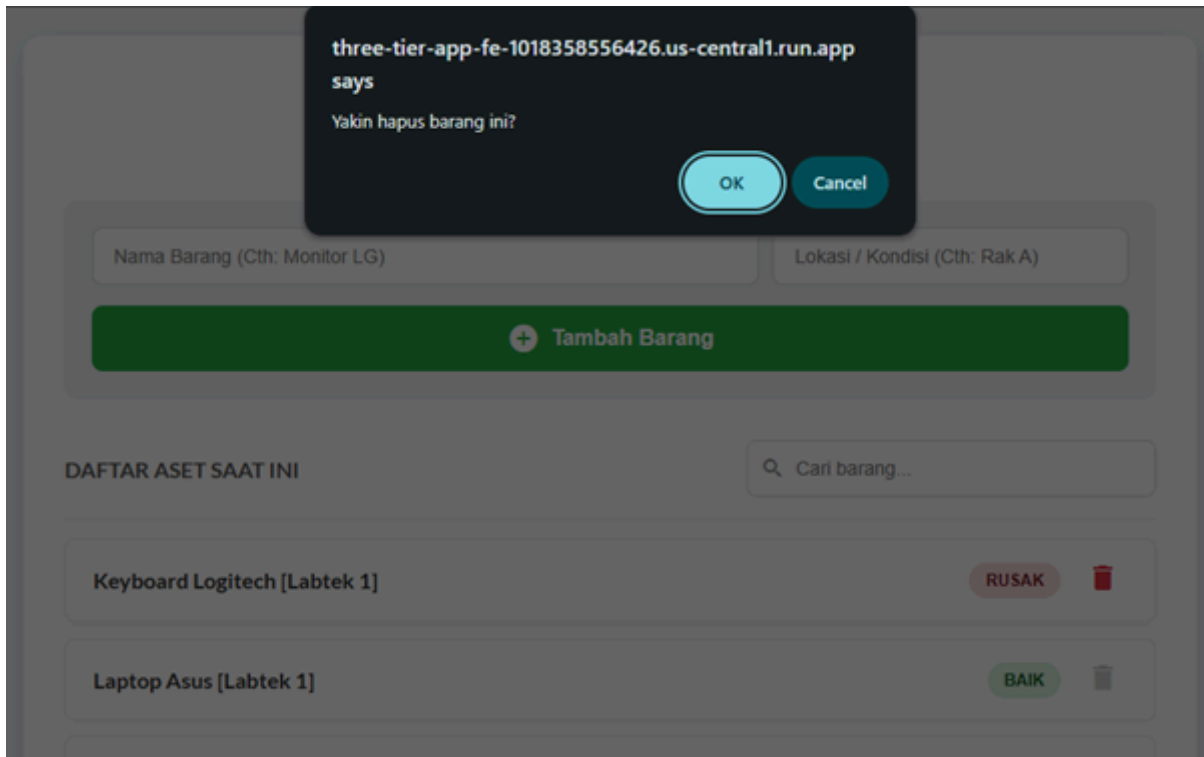 three-tier-app-fe-1018358556426.us-central1.run.app
says
Yakin hapus barang ini?
OK
Cancel
Nama Barang (Cth: Monitor LG)
Lokasi / Kondisi (Cth: Rak A)
Tambah Barang
DAFTAR ASET SAAT INI
Cari barang...
Keyboard Logitech [Labtek 1]
RUSAK
Laptop Asus [Labtek 1]
BAIK